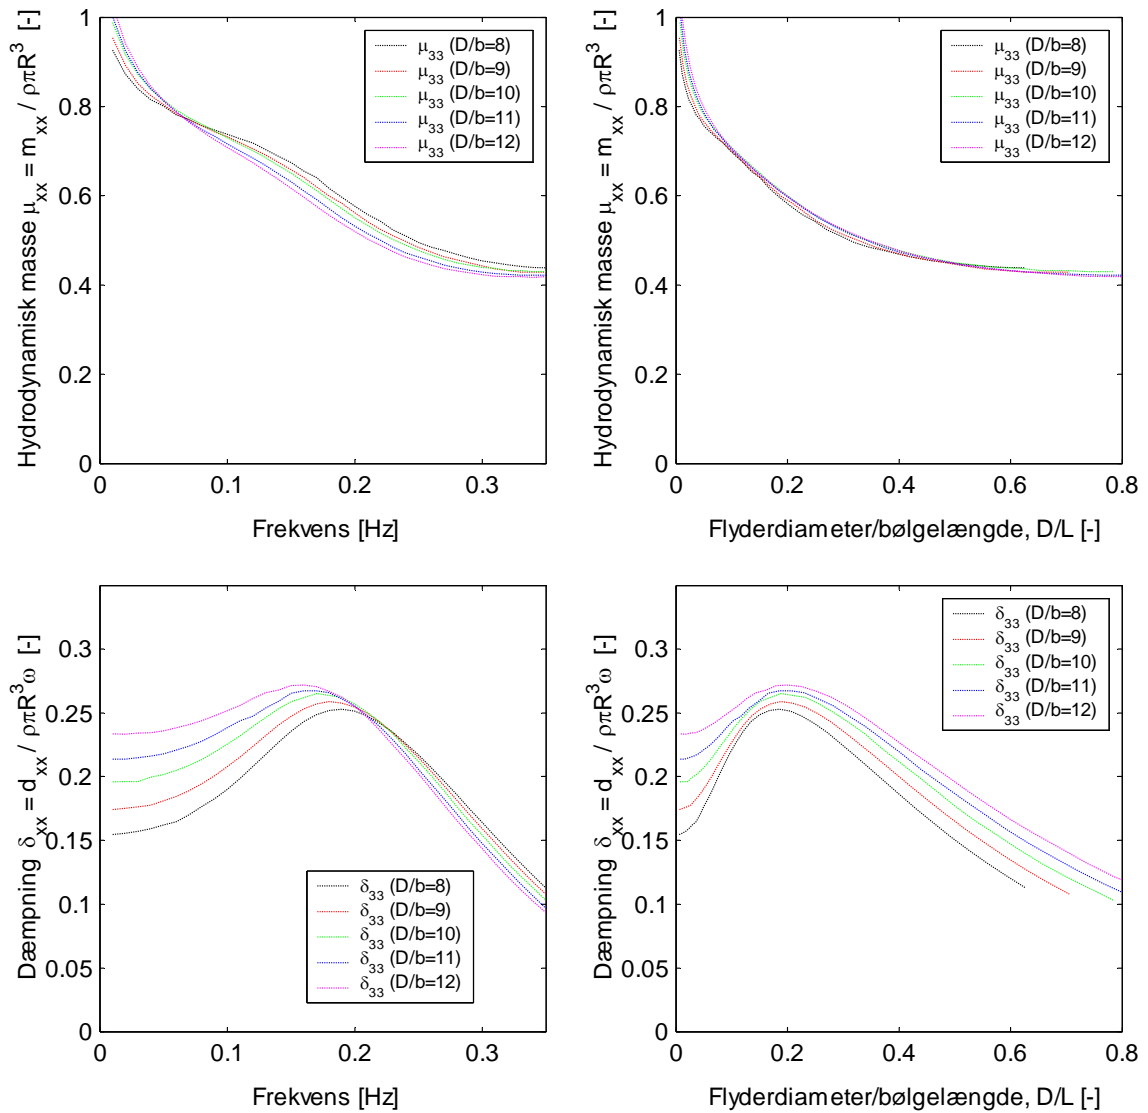 Hydrodynamisk masse μxx = mxx / ρπR³ [-]
1
0.8
0.6
0.4
0.2
0
0
0.1
0.2
0.3
Frekvens [Hz]
μ33 (D/b=8)
μ33 (D/b=9)
μ33 (D/b=10)
μ33 (D/b=11)
μ33 (D/b=12)
Hydrodynamisk masse μxx = mxx / ρπR³ [-]
1
0.8
0.6
0.4
0.2
0
0
0.2
0.4
0.6
0.8
Flyderdiameter/bølgelængde, D/L [-]
μ33 (D/b=8)
μ33 (D/b=9)
μ33 (D/b=10)
μ33 (D/b=11)
μ33 (D/b=12)
Dæmpning δxx = dxx / ρπR³ω [-]
0.3
0.25
0.2
0.15
0.1
0.05
0
0
0.1
0.2
0.3
Frekvens [Hz]
δ33 (D/b=8)
δ33 (D/b=9)
δ33 (D/b=10)
δ33 (D/b=11)
δ33 (D/b=12)
Dæmpning δxx = dxx / ρπR³ω [-]
0.3
0.25
0.2
0.15
0.1
0.05
0
0
0.2
0.4
0.6
0.8
Flyderdiameter/bølgelængde, D/L [-]
δ33 (D/b=8)
δ33 (D/b=9)
δ33 (D/b=10)
δ33 (D/b=11)
δ33 (D/b=12)